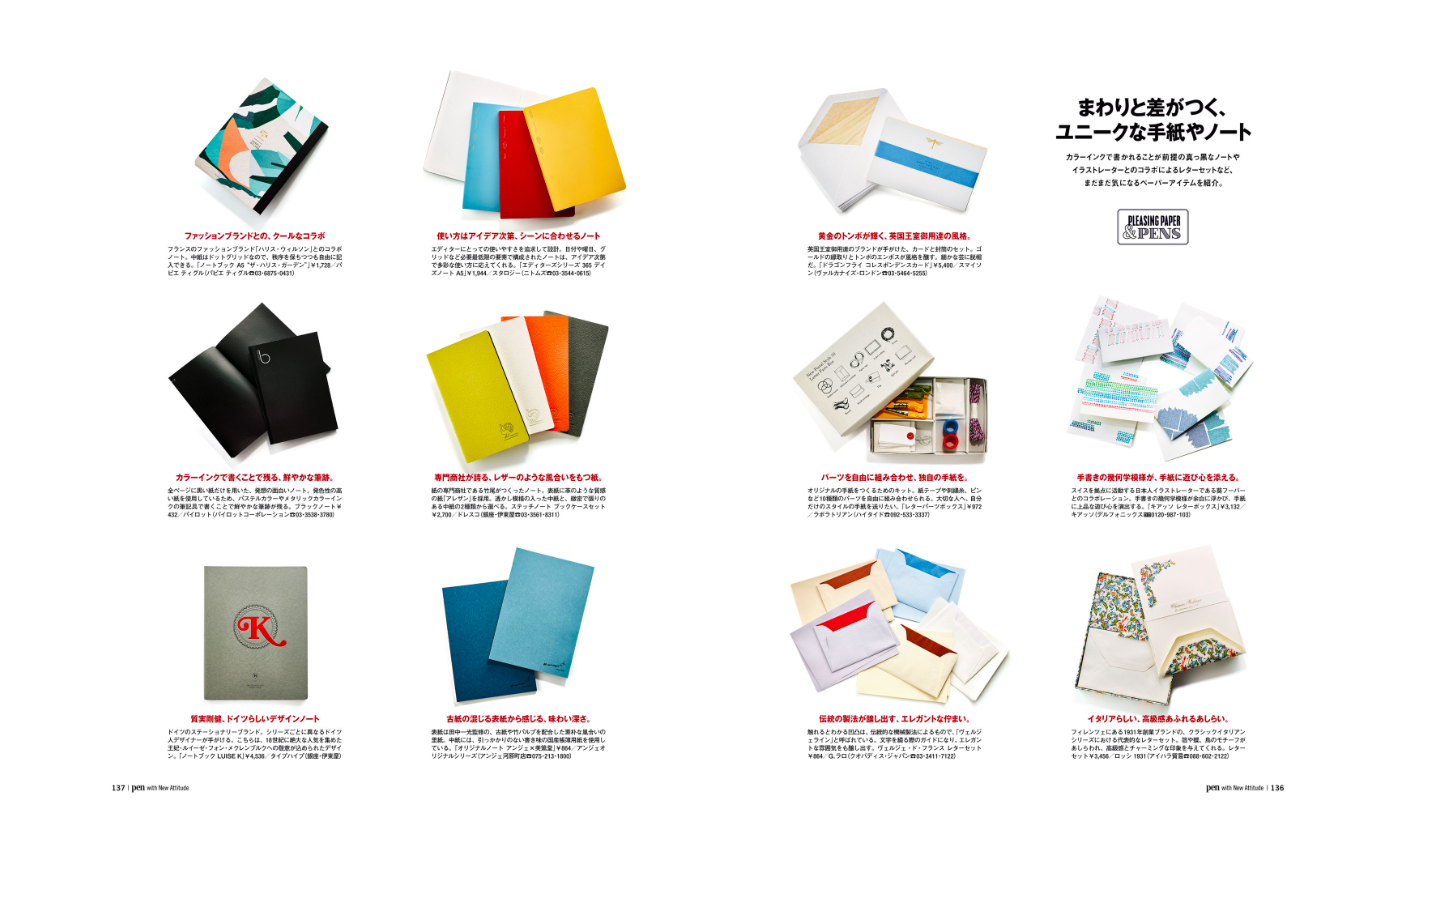 まわりと差がつく、
ユニークな手紙やノート
カラーインクで書かれることが前提の真っ黒なノートや
イラストレーターとのコラボによるレターセットなど、
まだまだ気になるペーパーアイテムを紹介。
PLEASING PAPER
&PENS
黄金のトンボが輝く、英国王室御用達の風格。
英国王室御用達のブランドが手がけた、カードと封筒のセット。ゴ
ールドの縁取りとトンボのエンボスが風格を醸す。細かな芸に脱帽
だ。「ドラゴンフライ コレスポンデンスカード」¥5,400／スマイソ
ン(ヴァルカナイズ・ロンドン☎03-5464-5255)
パーツを自由に組み合わせ、独自の手紙を。
オリジナルの手紙をつくるためのキット。紙テープや刺繍糸、ピン
など10種類のパーツを自由に組み合わせられる。大切な人へ、自分
だけのスタイルの手紙を送りたい。「レターパーツボックス」¥972
／ラボラトリアン(ハイタイド☎092-533-3337)
手書きの幾何学模様が、手紙に遊び心を添える。
スイスを拠点に活動する日本人イラストレーターである葵フーバー
とのコラボレーション。手書きの幾何学模様が余白に浮かび、手紙
に上品な遊び心を演出する。「キアッソ レターボックス」¥3,132／
キアッソ(デルフォニックス 0120-987-103)
伝統の製法が醸し出す、エレガントな佇まい。
触れるとわかる凹凸は、伝統的な機械製法によるもので、「ヴェルジ
ェライン」と呼ばれている。文字を綴る際のガイドになり、エレガン
トな雰囲気をも醸し出す。ヴェルジェ・ド・フランス レターセット
¥864／G.ラロ(クオバディス・ジャパン☎03-3411-7122)
イタリアらしい、高級感あふれるあしらい。
フィレンツェにある1931年創業ブランドの、クラシックイタリアン
シリーズにおける代表的なレターセット。花や蝶、鳥のモチーフが
あしらわれ、高級感とチャーミングな印象を与えてくれる。レター
セット¥3,456／ロッシ 1931(アイハラ貿易☎086-602-2122)
pen with New Attitude | 136
ファッションブランドとの、クールなコラボ
フランスのファッションブランド「ハリス・ウィルソン」とのコラボ
ノート。中紙はドットグリッドなので、秩序を保ちつつも自由に記
入できる。「ノートブック A6 "ザ・ハリス・ガーデン"」¥1,728／パ
ピエ ティグル(パピエ ティグル☎03-6875-0431)
使い方はアイデア次第、シーンに合わせるノート
エディターにとっての使いやすさを追求して設計。日付や曜日、グ
リッドなど必要最低限の要素で構成されたノートは、アイデア次第
で多彩な使い方に応えてくれる。「エディターズシリーズ 365 デイ
ズノート A5」¥1,944／スタロジー(ニトムズ☎03-3544-0615)
b
カラーインクで書くことで残る、鮮やかな筆跡。
全ページに黒い紙だけを用いた、発想の面白いノート。発色性の高
い紙を使用しているため、パステルカラーやメタリックカラーイン
クの筆記具で書くことで鮮やかな筆跡が残る。ブラックノート¥
432／パイロット(パイロットコーポレーション☎03-3538-3780)
専門商社が誇る、レザーのような風合いをもつ紙。
紙の専門商社である竹尾がつくったノート。表紙に革のような質感
の紙「アレザン」を採用。透かし模様の入った中紙と、緻密で張りの
ある中紙の2種類から選べる。ステッチノート ブックケースセット
¥2,700／ドレスコ(銀座・伊東屋☎03-3561-8311)
K
質実剛健、ドイツらしいデザインノート
ドイツのステーショナリーブランド。シリーズごとに異なるドイツ
人デザイナーが手がける。こちらは、18世紀に絶大な人気を集めた
王妃・ルイーゼ・フォン・メクレンブルクへの敬意が込められたデザイ
ン。「ノートブック LUISE K」¥4,536／タイプハイプ(銀座・伊東屋)
古紙の混じる表紙から感じる、味わい深さ。
表紙は田中一光監修の、古紙や竹パルプを配合した素朴な風合いの
里紙。中紙には、引っかかりのない書き味の国産帳簿用紙を使用し
ている。「オリジナルノート アンジェ×美篶堂」¥864／アンジェオ
リジナルシリーズ(アンジェ河原町店☎075-213-1800)
137 | pen with New Attitude